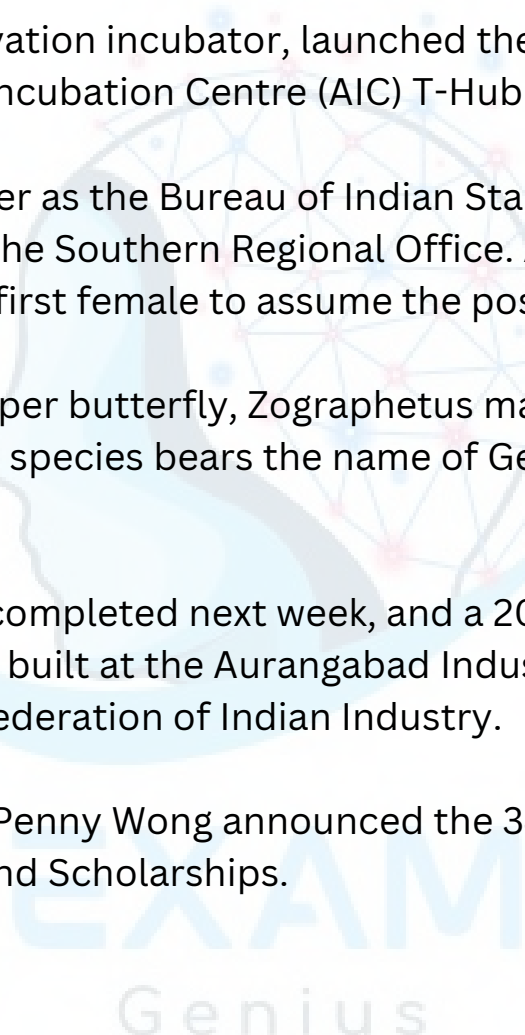 vation incubator, launched the
ncubation Centre (AIC) T-Hub
er as the Bureau of Indian Sta
he Southern Regional Office.
first female to assume the pos
per butterfly, Zographetus ma
species bears the name of Ge
completed next week, and a 20
built at the Aurangabad Indus
ederation of Indian Industry.
Penny Wong announced the 3
nd Scholarships.
EXAM
Genius